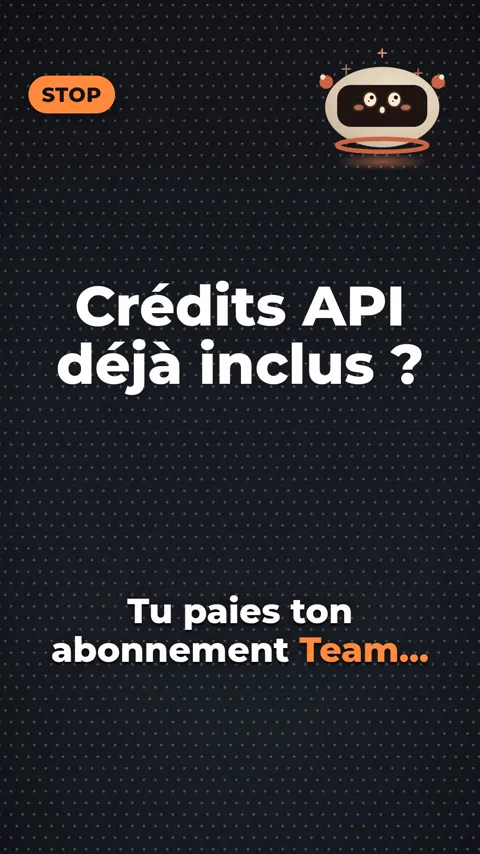 STOP
Crédits API
déjà inclus ?
Tu paies ton
abonnement Team...